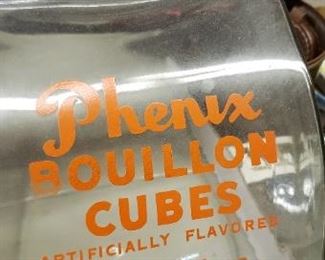 Phenix
BOUILLON
CUBES
ARTIFICIALLY FLAVORED